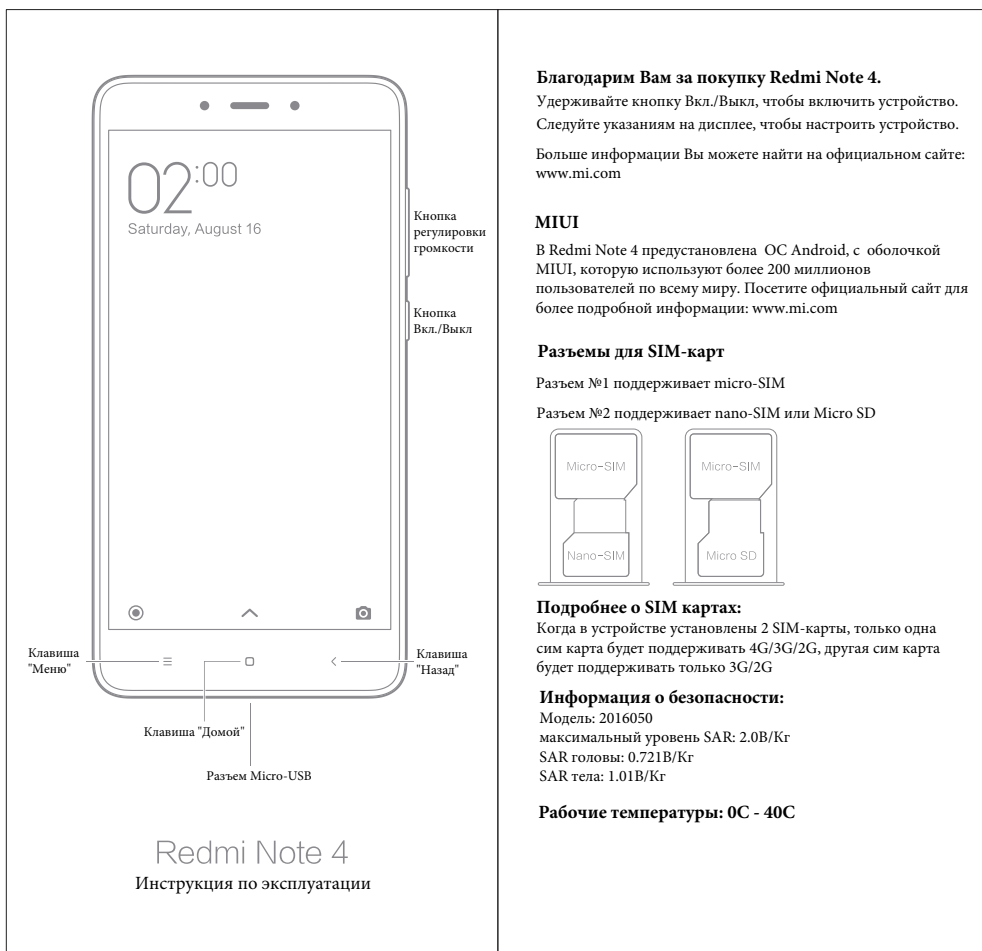 02:00
Saturday, August 16
Кнопка
регулировки
громкости
Кнопка
Вкл./Выкл
Клавиша
"Меню"
Клавиша
"Назад"
Клавиша "Домой"
Разъем Micro-USB
Redmi Note 4
Инструкция по эксплуатации
Благодарим Вам за покупку Redmi Note 4.
Удерживайте кнопку Вкл./Выкл, чтобы включить устройство.
Следуйте указаниям на дисплее, чтобы настроить устройство.
Больше информации Вы можете найти на официальном сайте:
www.mi.com
MIUI
В Redmi Note 4 предустановлена ОС Android, с оболочкой
MIUI, которую используют более 200 миллионов
пользователей по всему миру. Посетите официальный сайт для
более подробной информации: www.mi.com
Разъемы для SIM-карт
Разъем №1 поддерживает micro-SIM
Разъем №2 поддерживает nano-SIM или Micro SD
Micro-SIM
Nano-SIM
Micro-SIM
Micro SD
Подробнее о SIM картах:
Когда в устройстве установлены 2 SIM-карты, только одна
сим карта будет поддерживать 4G/3G/2G, другая сим карта
будет поддерживать только 3G/2G
Информация о безопасности:
Модель: 2016050
максимальный уровень SAR: 2.0В/Кг
SAR головы: 0.721В/Кг
SAR тела: 1.01В/Кг
Рабочие температуры: 0С - 40С